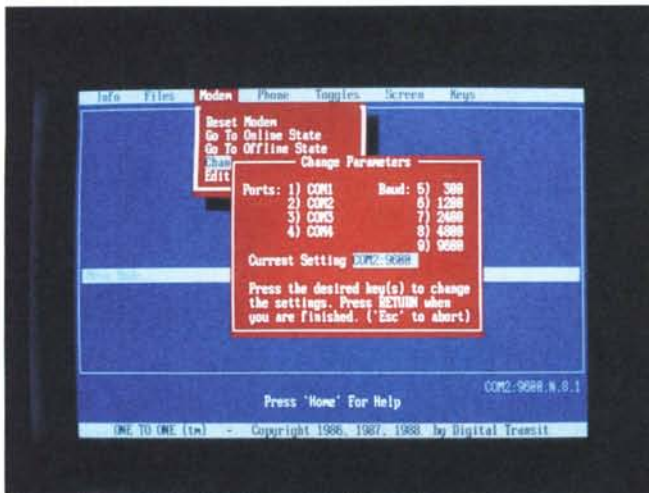 Info Files Modem Phone Toggles Screen Keys
Reset Modem
Go To Online State
Go To Offline State
Chan
Edit
Change Parameters
Ports: 1) COM1 Baud: 5) 300
2) COM2 6) 1200
3) COM3 7) 2400
4) COM4 8) 4800
9) 9600
Current Setting COM2:9600
Press the desired key(s) to change
the settings. Press RETURN when
you are finished. ('Esc' to abort)
COM2:9600.N.8.1
Press 'Home' For Help
ONE TO ONE (tm) - Copyright 1986, 1987, 1988 by Digital Transit